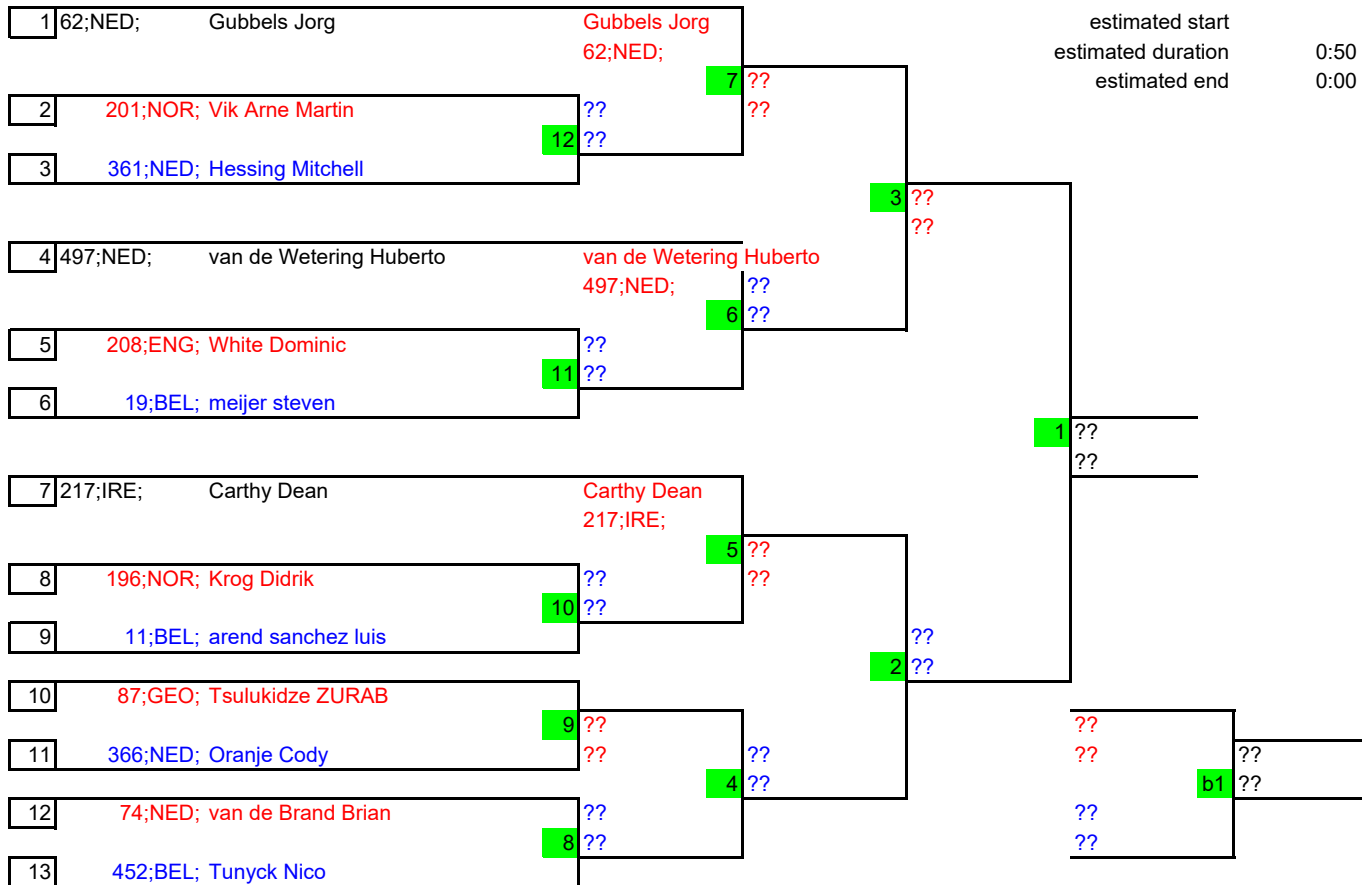 1 62;NED; Gubbels Jorg Gubbels Jorg estimated start
62;NED; estimated duration 0:50
7 ?? estimated end 0:00
2 201;NOR; Vik Arne Martin ?? ??
12 ??
3 361;NED; Hessing Mitchell
3 ??
??
4 497;NED; van de Wetering Huberto van de Wetering Huberto
497;NED; ??
6 ??
5 208;ENG; White Dominic ??
11 ??
6 19;BEL; meijer steven
1 ??
??
7 217;IRE; Carthy Dean Carthy Dean
217;IRE;
5 ??
8 196;NOR; Krog Didrik ?? ??
10 ??
9 11;BEL; arend sanchez luis ??
2 ??
10 87;GEO; Tsulukidze ZURAB
9 ?? ??
11 366;NED; Oranje Cody ?? ?? ?? ??
4 ?? b1 ??
12 74;NED; van de Brand Brian ?? ??
8 ?? ??
13 452;BEL; Tunyck Nico